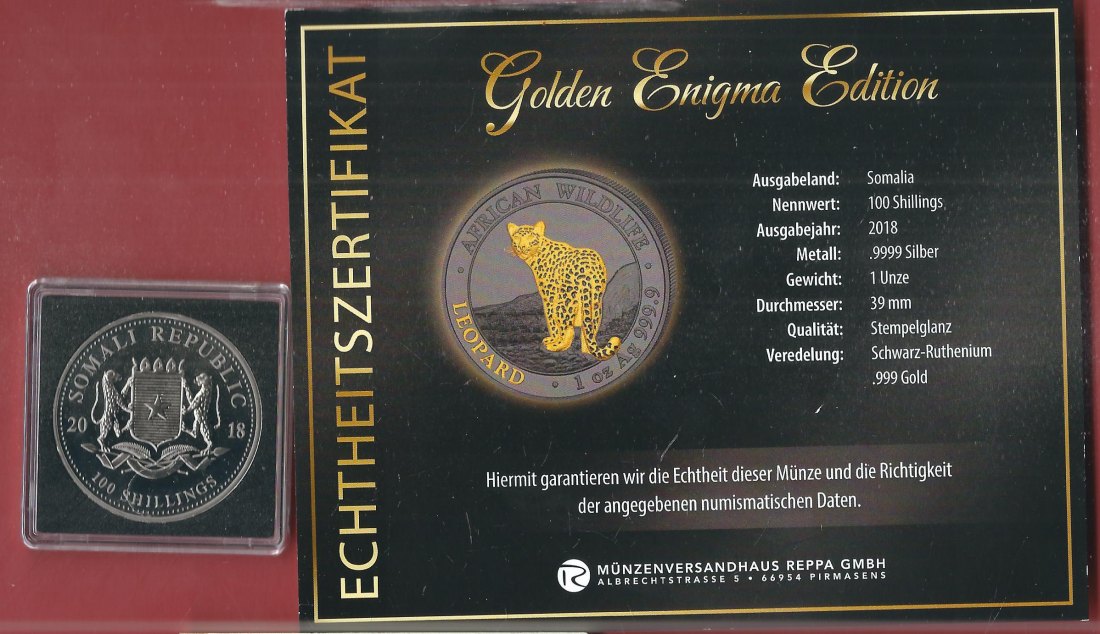 SOMALI REPUBLIC
20 18
100 SHILLINGS
ECHTHEITSZERTIFIKAT
Golden Enigma Edition
AFRICAN WILDLIFE
LEOPARD
1 oz Ag 999.9
Ausgabeland: Somalia
Nennwert: 100 Shillings
Ausgabejahr: 2018
Metall: .9999 Silber
Gewicht: 1 Unze
Durchmesser: 39 mm
Qualität: Stempelglanz
Veredelung: Schwarz-Ruthenium
.999 Gold
Hiermit garantieren wir die Echtheit dieser Münze und die Richtigkeit
der angegebenen numismatischen Daten.
R
MÜNZENVERSANDHAUS REPPA GMBH
ALBRECHTSTRASSE 5 • 66954 PIRMASENS